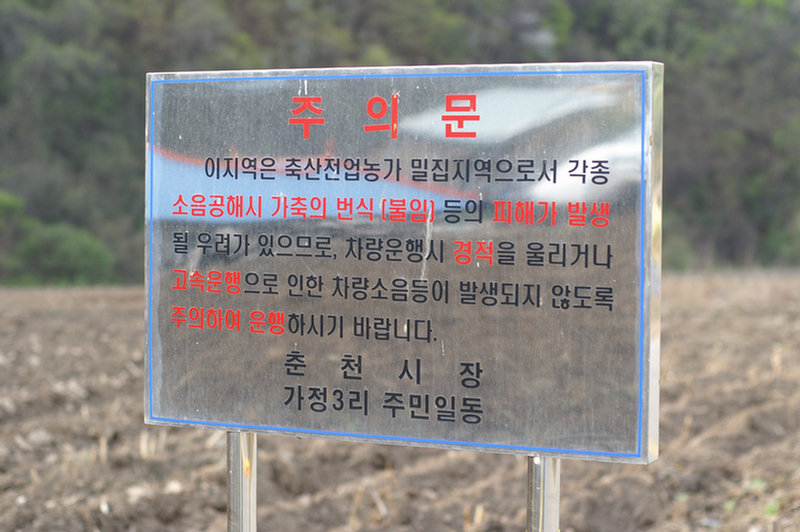 주 의 문
이지역은 축산전업농가 밀집지역으로서 각종
소음공해시 가축의 번식(불임) 등의 피해가 발생
될 우려가 있으므로, 차량운행시 경적을 울리거나
고속운행으로 인한 차량소음등이 발생되지 않도록
주의하여 운행하시기 바랍니다.
춘 천 시 장
가정3리 주민일동